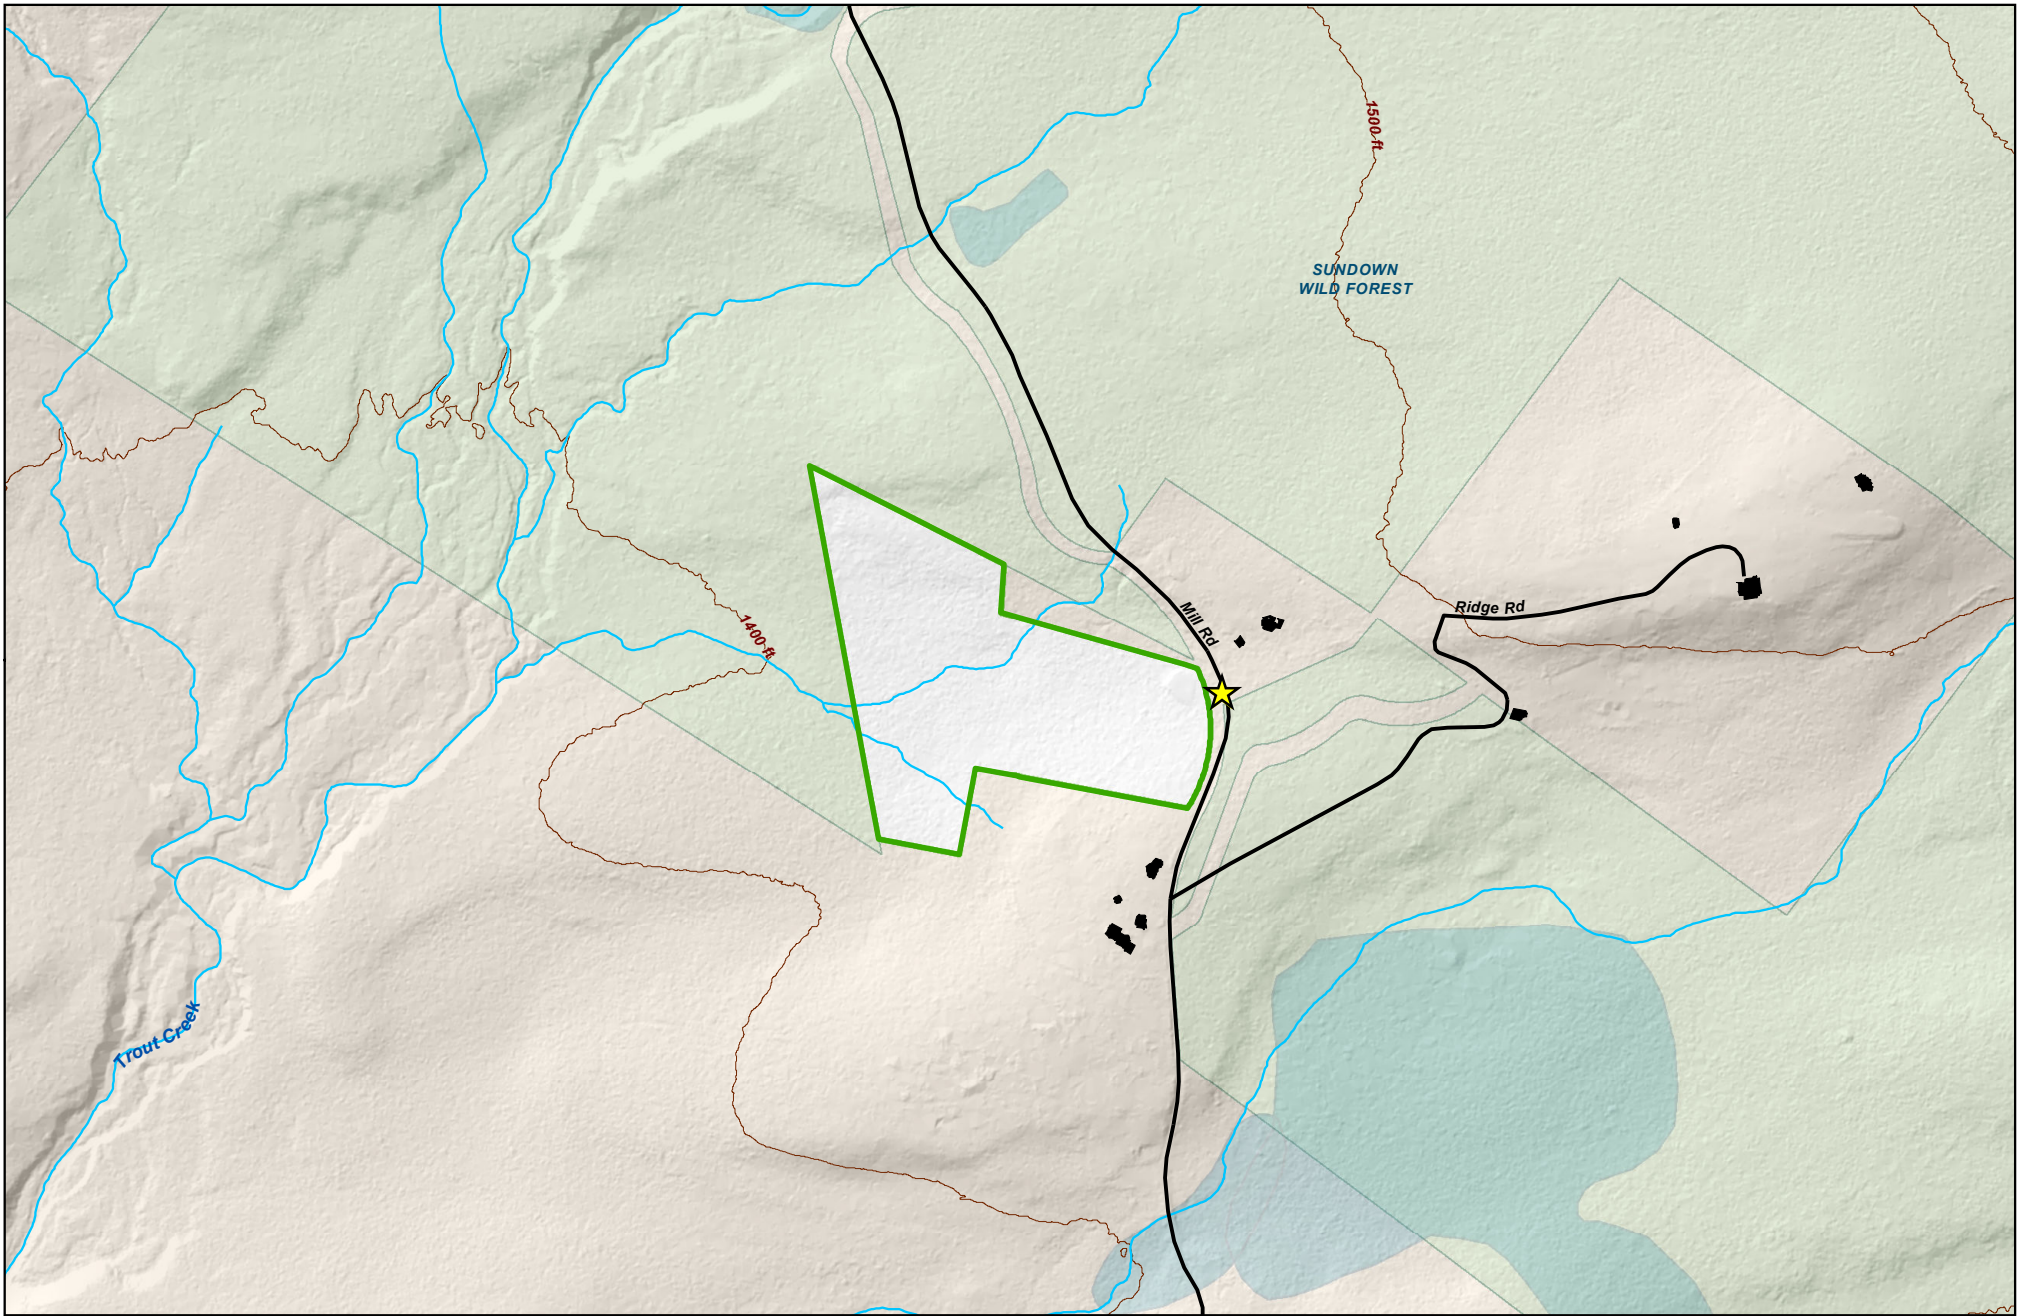 1500 ft
SUNDOWN
WILD FOREST
Mill Rd
Ridge Rd
1400 ft
Trout Creek